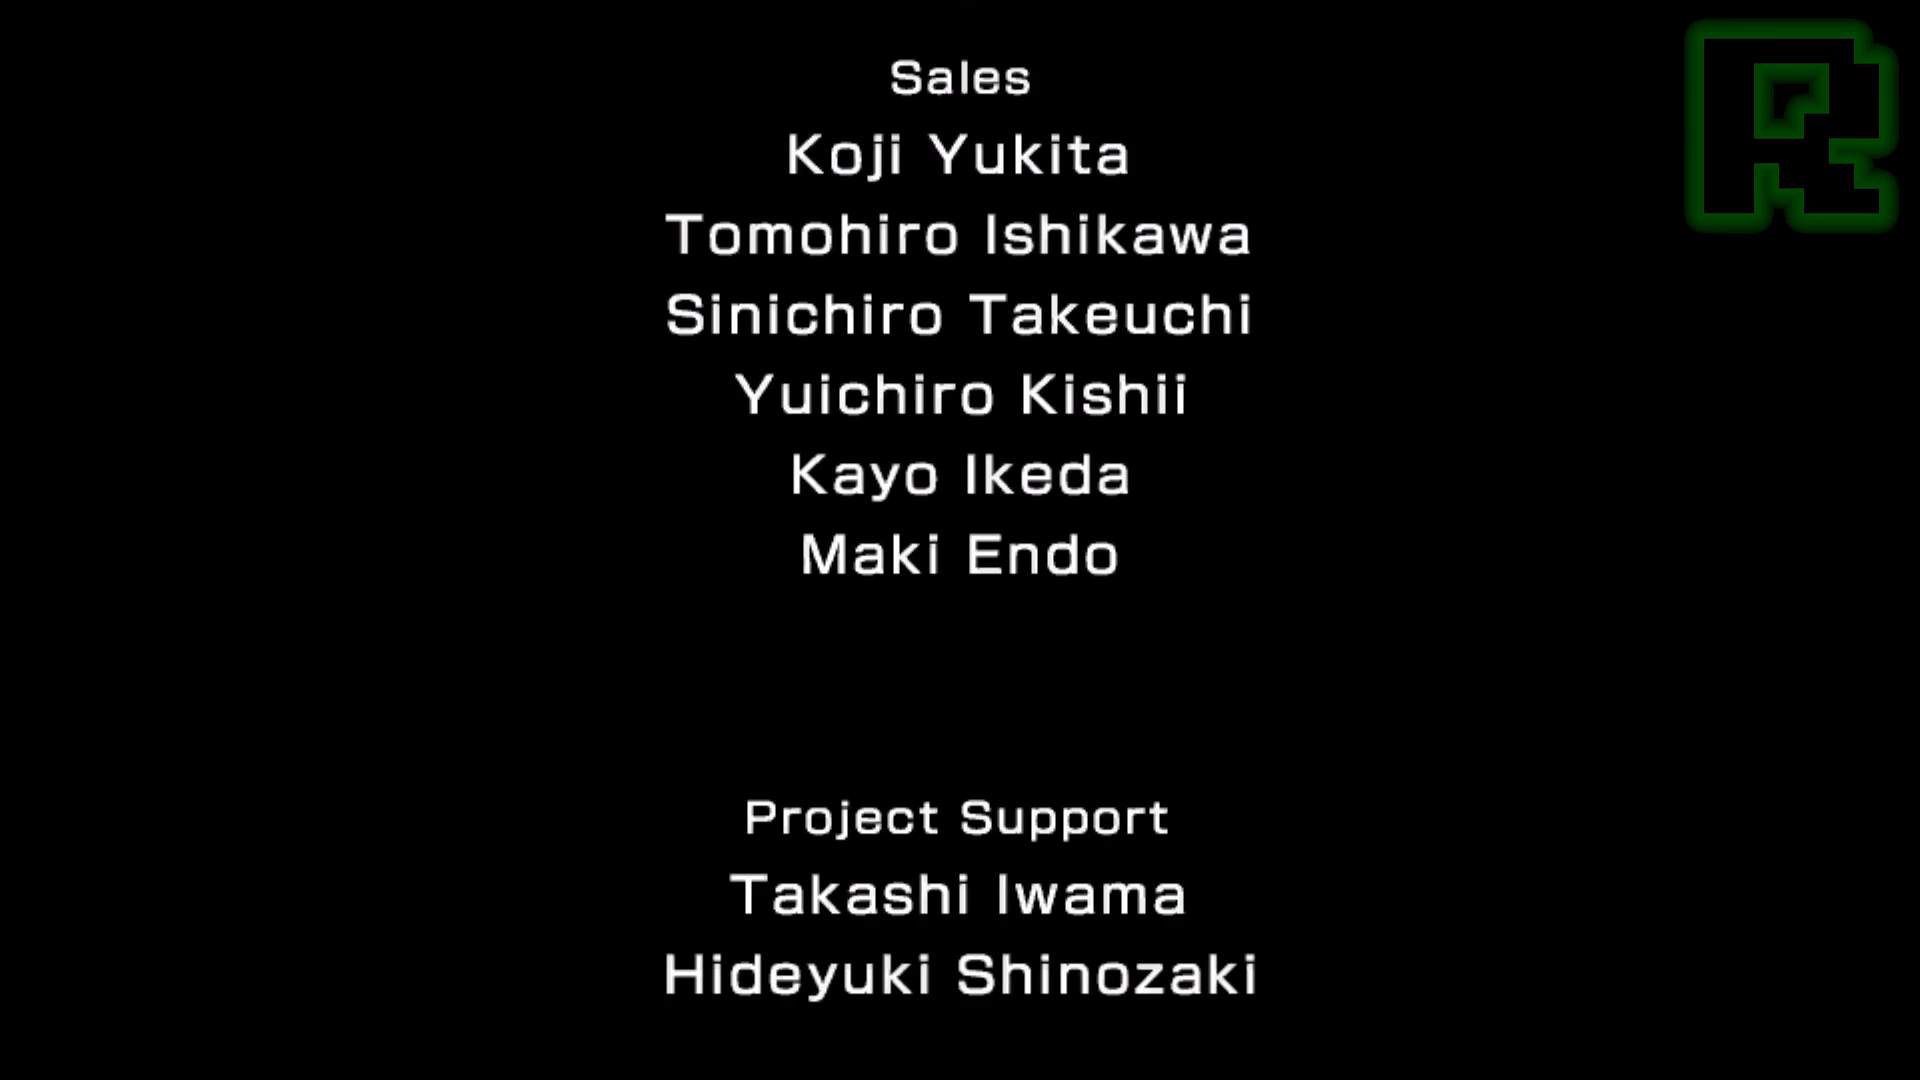 Sales
Koji Yukita
Tomohiro Ishikawa
Sinichiro Takeuchi
Yuichiro Kishii
Kayo Ikeda
Maki Endo
Project Support
Takashi Iwama
Hideyuki Shinozaki
R